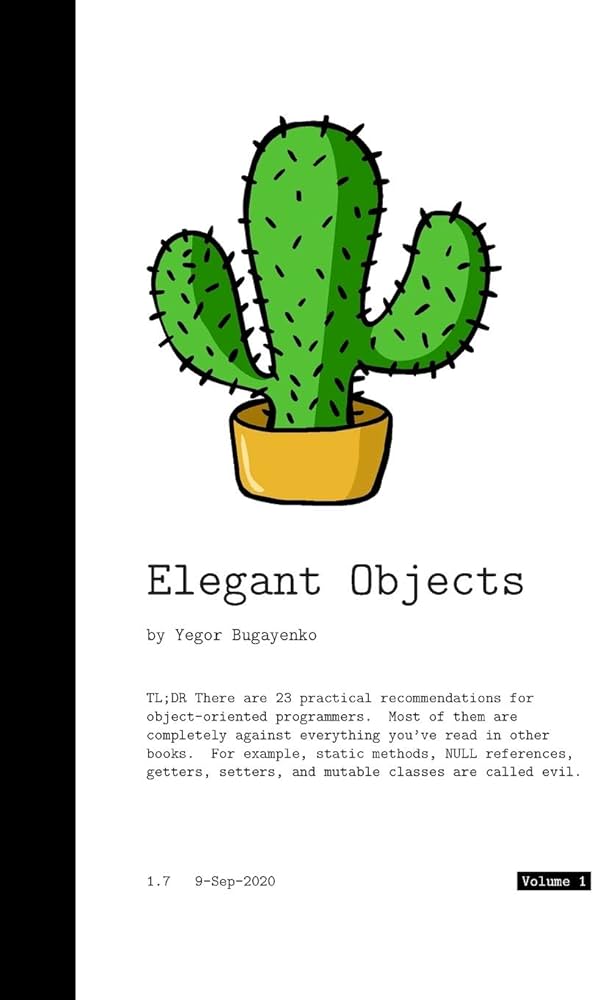 Elegant Objects
by Yegor Bugayenko
TL;DR There are 23 practical recommendations for
object-oriented programmers.  Most of them are
completely against everything you've read in other
books.  For example, static methods, NULL references,
getters, setters, and mutable classes are called evil.
1.7   9-Sep-2020   Volume 1